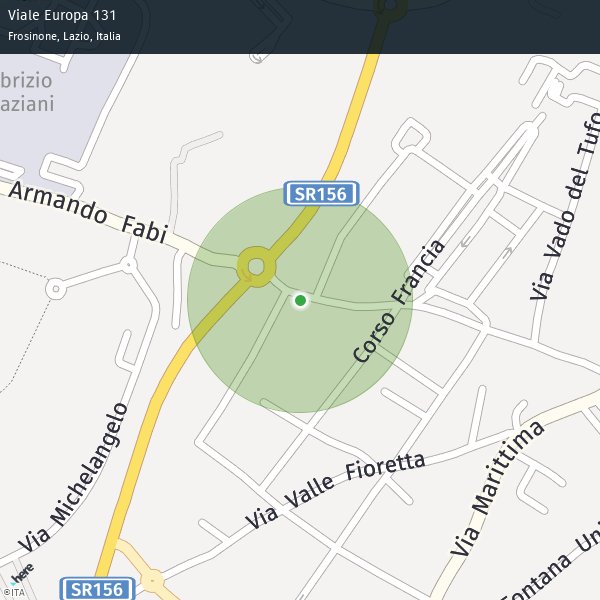 Viale Europa 131
Frosinone, Lazio, Italia
brizio
aziani
Armando Fabi
SR156
Via Vado del Tufo
Corso Francia
Via Michelangelo
Via Valle Fioretta
Via Marittima
Fontana Uni
SR156
here
©ITA